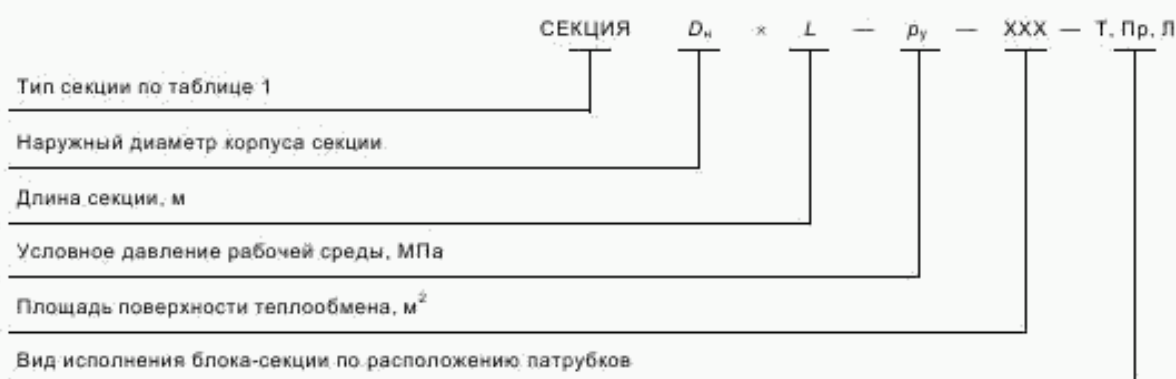 СЕКЦИЯ Dн × L — pу — XXX — Т, Пр, Л
Тип секции по таблице 1
Наружный диаметр корпуса секции
Длина секции, м
Условное давление рабочей среды, МПа
Площадь поверхности теплообмена, м²
Вид исполнения блока-секции по расположению патрубков